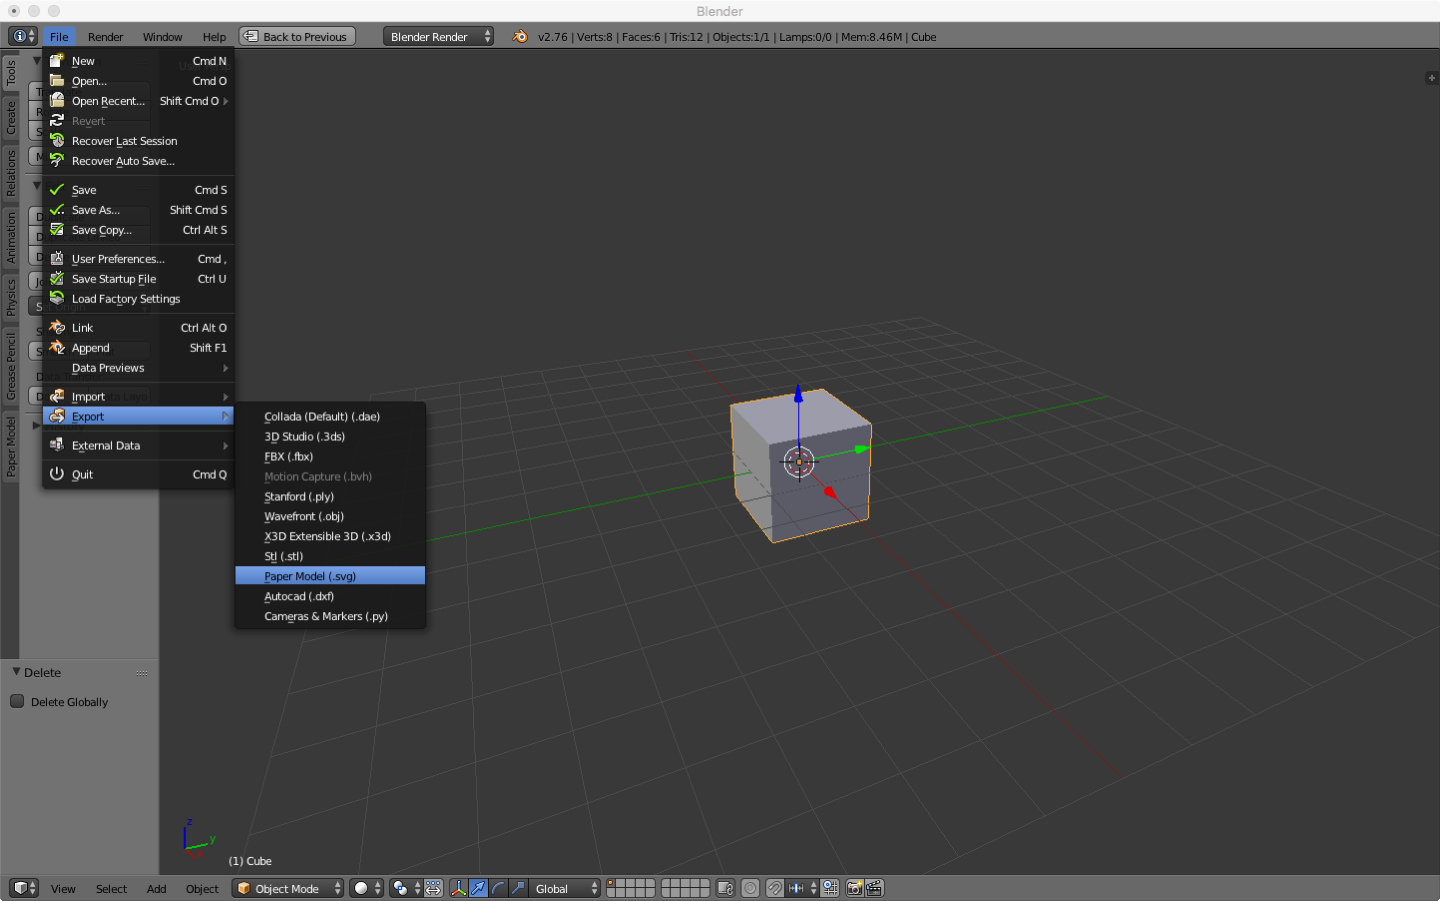 Blender
File Render Window Help Back to Previous Blender Render v2.76 | Verts:8 | Faces:6 | Tris:12 | Objects:1/1 | Lamps:0/0 | Mem:8.46M | Cube
Tools
Create
Relations
Animation
Physics
Grease Pencil
Paper Model
New Cmd N
Open... Cmd O
Open Recent... Shift Cmd O
Revert
Recover Last Session
Recover Auto Save...
Save Cmd S
Save As... Shift Cmd S
Save Copy... Ctrl Alt S
User Preferences... Cmd ,
Save Startup File Ctrl U
Load Factory Settings
Link Ctrl Alt O
Append Shift F1
Data Previews
Import
Export
External Data
Quit Cmd Q
Collada (Default) (.dae)
3D Studio (.3ds)
FBX (.fbx)
Motion Capture (.bvh)
Stanford (.ply)
Wavefront (.obj)
X3D Extensible 3D (.x3d)
Stl (.stl)
Paper Model (.svg)
Autocad (.dxf)
Cameras & Markers (.py)
Delete
Delete Globally
z
y
x
(1) Cube
View Select Add Object Object Mode Global